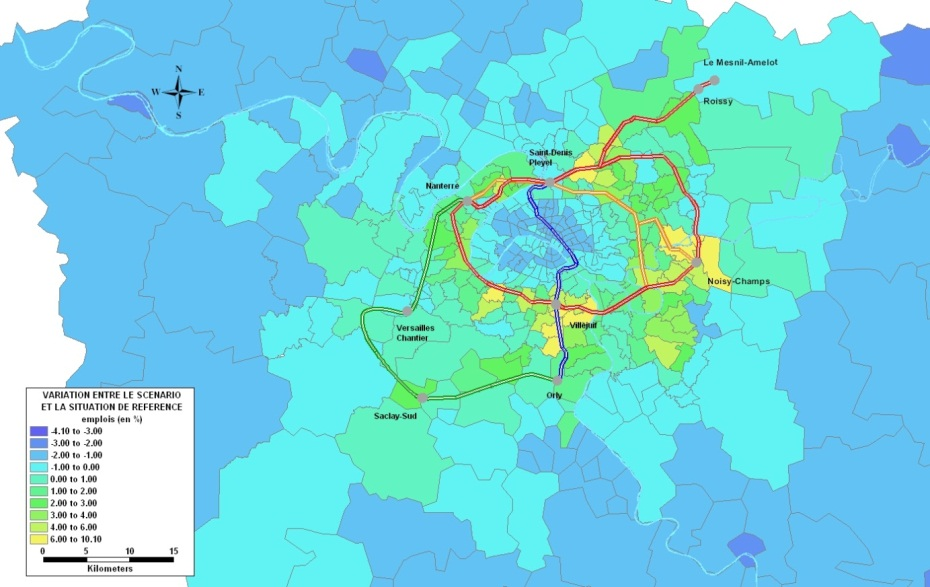 Le Mesnil-Amelot
N
W E
S
Roissy
Saint-Denis
Pleyel
Nanterre
Noisy-Champs
Villejuif
Versailles
Chantier
Orly
Saclay-Sud
VARIATION ENTRE LE SCENARIO
ET LA SITUATION DE REFERENCE
emplois (en %)
-4.10 to -3.00
-3.00 to -2.00
-2.00 to -1.00
-1.00 to 0.00
0.00 to 1.00
1.00 to 2.00
2.00 to 3.00
3.00 to 4.00
4.00 to 6.00
6.00 to 10.10
0 5 10 15
Kilometers